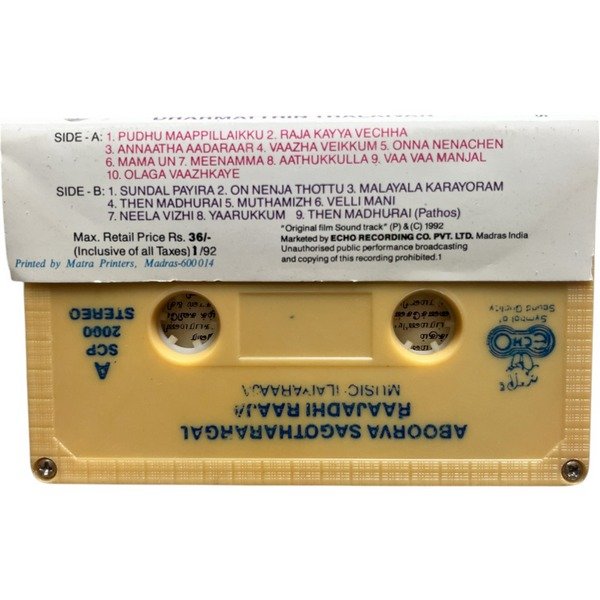 SIDE - A: 1. PUDHU MAAPPILLAIKKU 2. RAJA KAYYA VECHHA
3. ANNAATHA AADARAAR 4. VAAZHA VEIKKUM 5. ONNA NENACHEN
6. MAMA UN 7. MEENAMMA 8. AATHUKKULLA 9. VAA VAA MANJAL
10. OLAGA VAAZHKAYE
SIDE - B: 1. SUNDAL PAYIRA 2. ON NENJA THOTTU 3. MALAYALA KARAYORAM
4. THEN MADHURAI 5. MUTHAMIZH 6. VELLI MANI
7. NEELA VIZHI 8. YAARUKKUM 9. THEN MADHURAI (Pathos)
Max. Retail Price Rs. 36/-
(Inclusive of all Taxes) 1/92
"Original film Sound track" (P) & (C) 1992
Marketed by ECHO RECORDING CO. PVT. LTD. Madras India
Unauthorised public performance broadcasting
and copying of this recording prohibited.1
Printed by Matra Printers, Madras-600 014
ABOORVA SAGOTHARARGAL
RAAJADHI RAAJA
MUSIC: ILAIYARAAJA
A
SCP
2000
STEREO
ECHO
Symbol of
Sound Quality